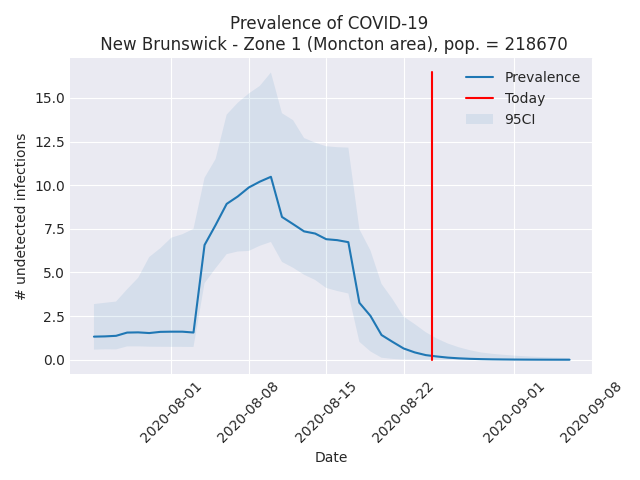 Prevalence of COVID-19
New Brunswick - Zone 1 (Moncton area), pop. = 218670
# undetected infections
15.0
12.5
10.0
7.5
5.0
2.5
0.0
Prevalence
Today
95CI
2020-08-01
2020-08-08
2020-08-15
2020-08-22
2020-09-01
2020-09-08
Date